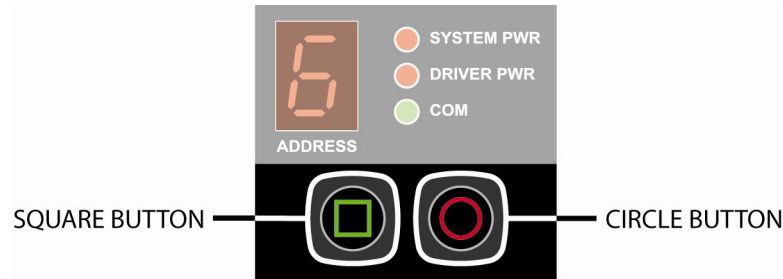 6
SYSTEM PWR
DRIVER PWR
COM
ADDRESS
SQUARE BUTTON
CIRCLE BUTTON